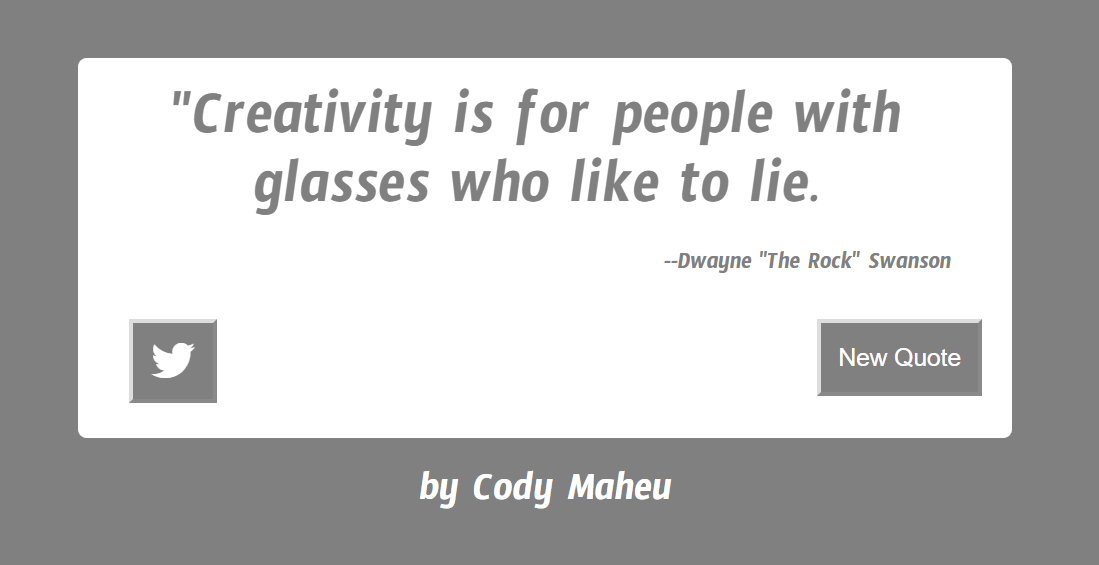 "Creativity is for people with
glasses who like to lie.
--Dwayne "The Rock" Swanson
New Quote
by Cody Maheu